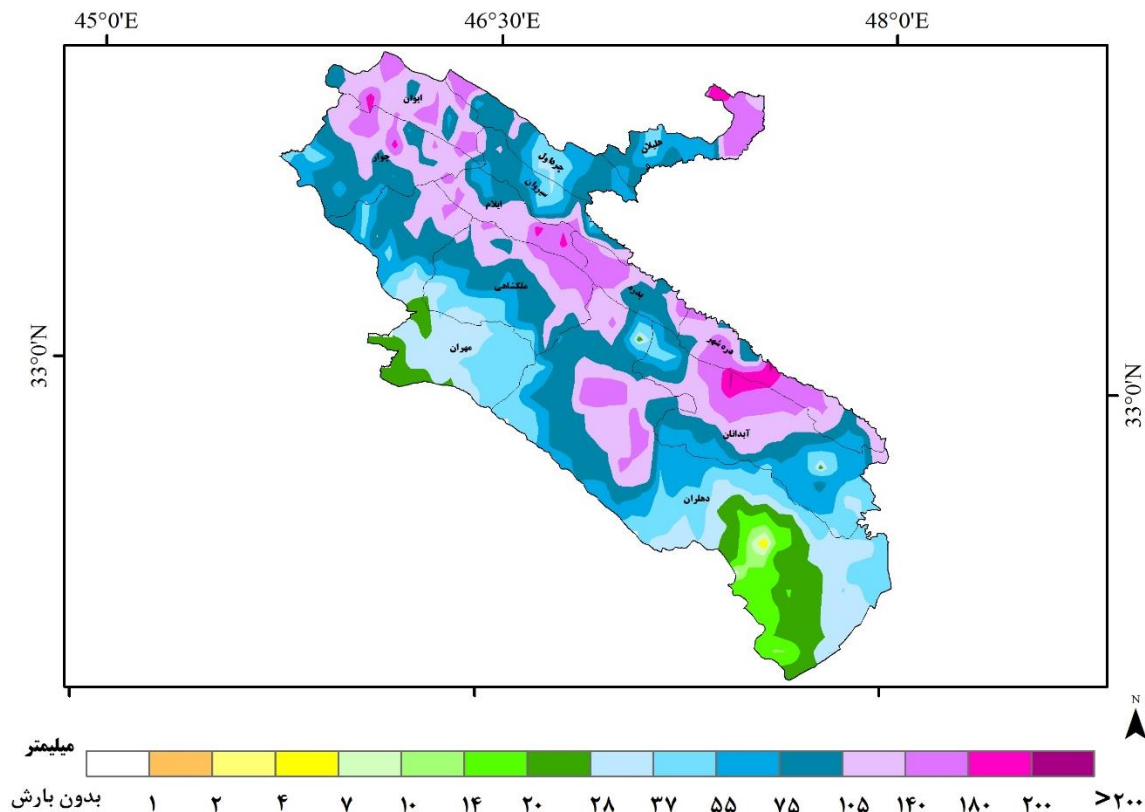 45°0'E 46°30'E 48°0'E
ایوان
هلیلان
چرداول
چوار
سیروان
ایلام
ملکشاهی
بدره
33°0'N
مهران
دره شهر
33°0'N
آبدانان
دهلران
N
میلیمتر
بدون بارش ۱ ۲ ۴ ۷ ۱۰ ۱۴ ۲۰ ۲۸ ۳۷ ۵۵ ۷۵ ۱۰۵ ۱۴۰ ۱۸۰ ۲۰۰<